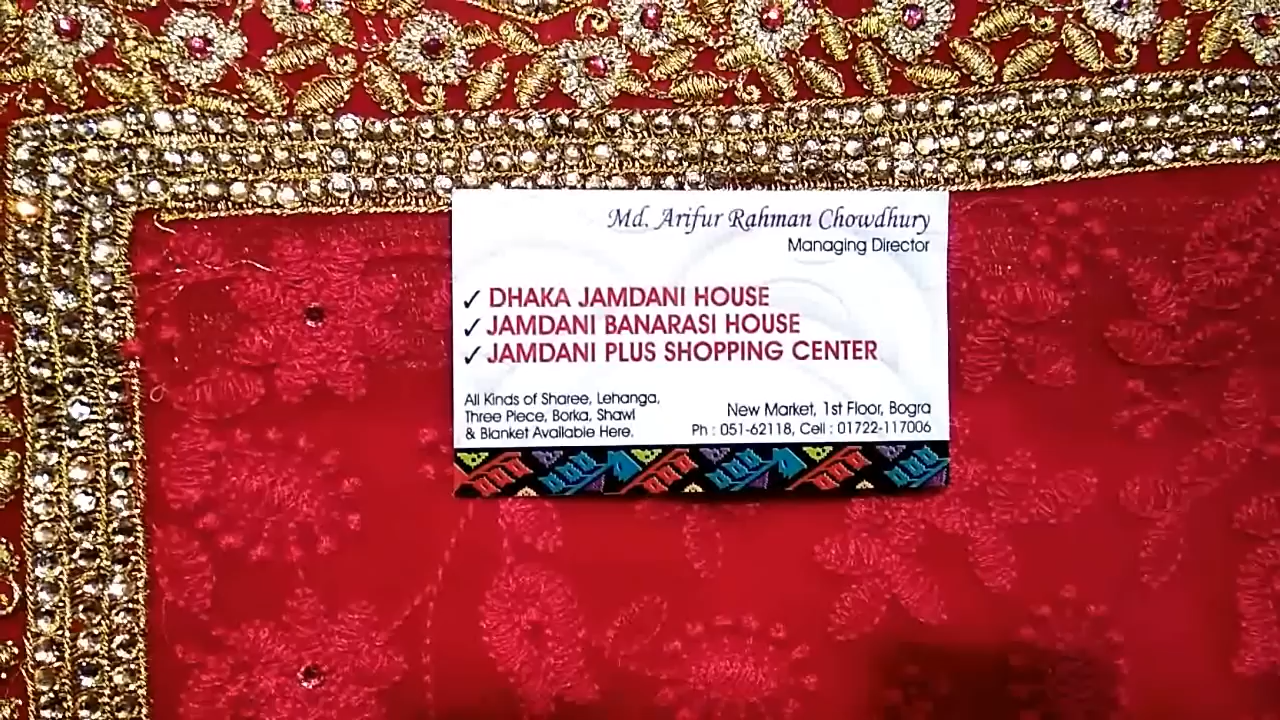 Md. Arifur Rahman Chowdhury
Managing Director
✓ DHAKA JAMDANI HOUSE
✓ JAMDANI BANARASI HOUSE
✓ JAMDANI PLUS SHOPPING CENTER
All Kinds of Sharee, Lehanga,
Three Piece, Borka, Shawl
& Blanket Available Here.
New Market, 1st Floor, Bogra
Ph : 051-62118, Cell : 01722-117006